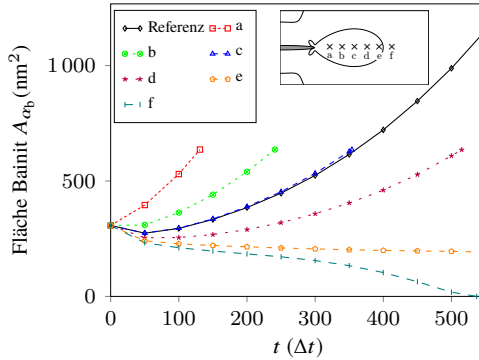 Referenz
a
b
c
d
e
f
a b c d e f
Fläche Bainit A_{α_b} (nm²)
1 000
500
0
0 100 200 300 400 500
t (Δt)